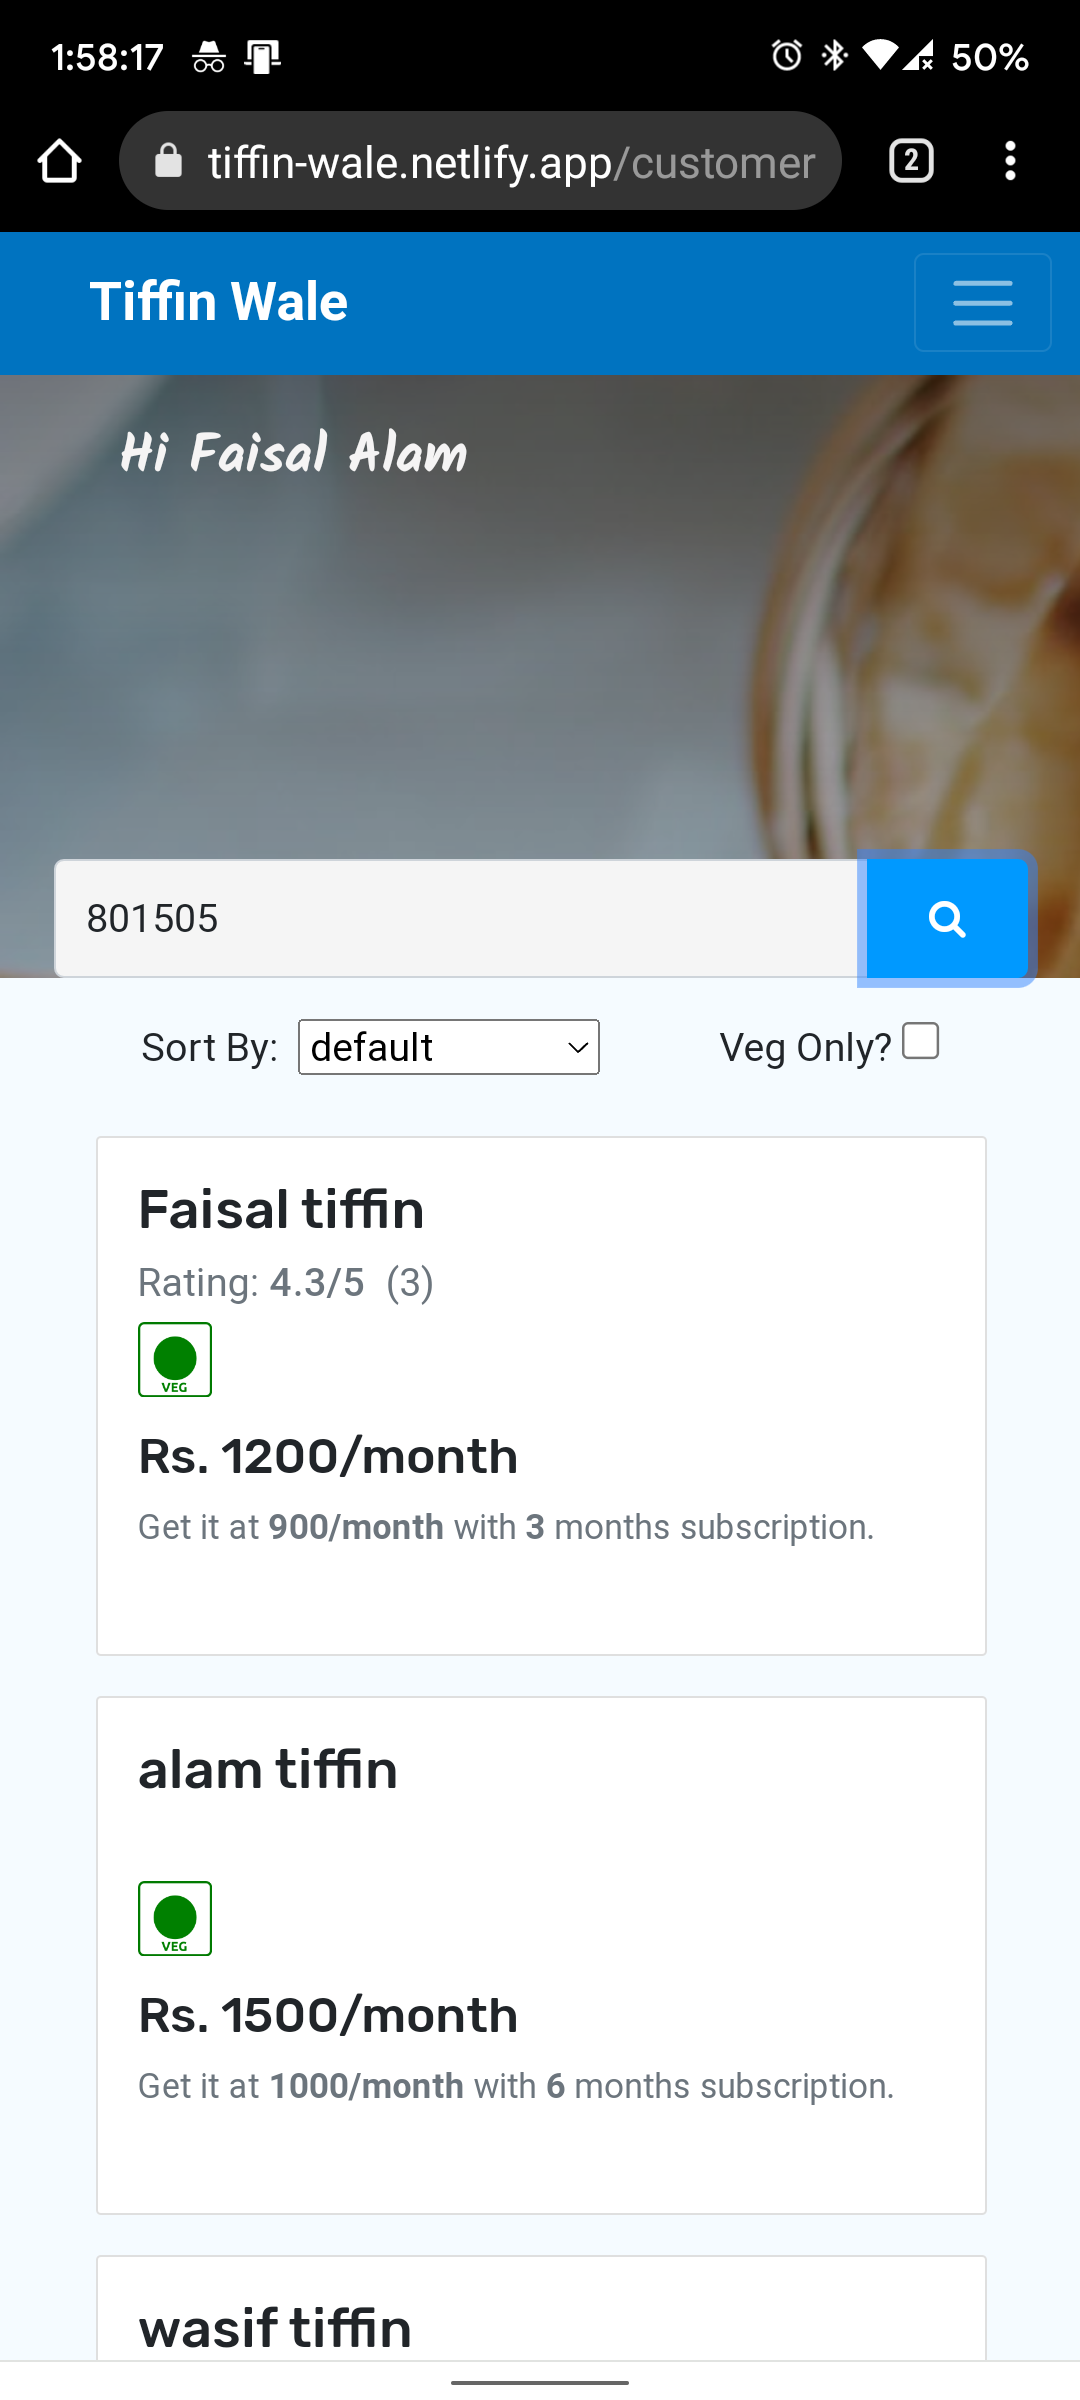 1:58:17
50%
tiffin-wale.netlify.app/customer
2
Tiffin Wale
Hi Faisal Alam
801505
Sort By: default Veg Only?
Faisal tiffin
Rating: 4.3/5 (3)
VEG
Rs. 1200/month
Get it at 900/month with 3 months subscription.
alam tiffin
VEG
Rs. 1500/month
Get it at 1000/month with 6 months subscription.
wasif tiffin